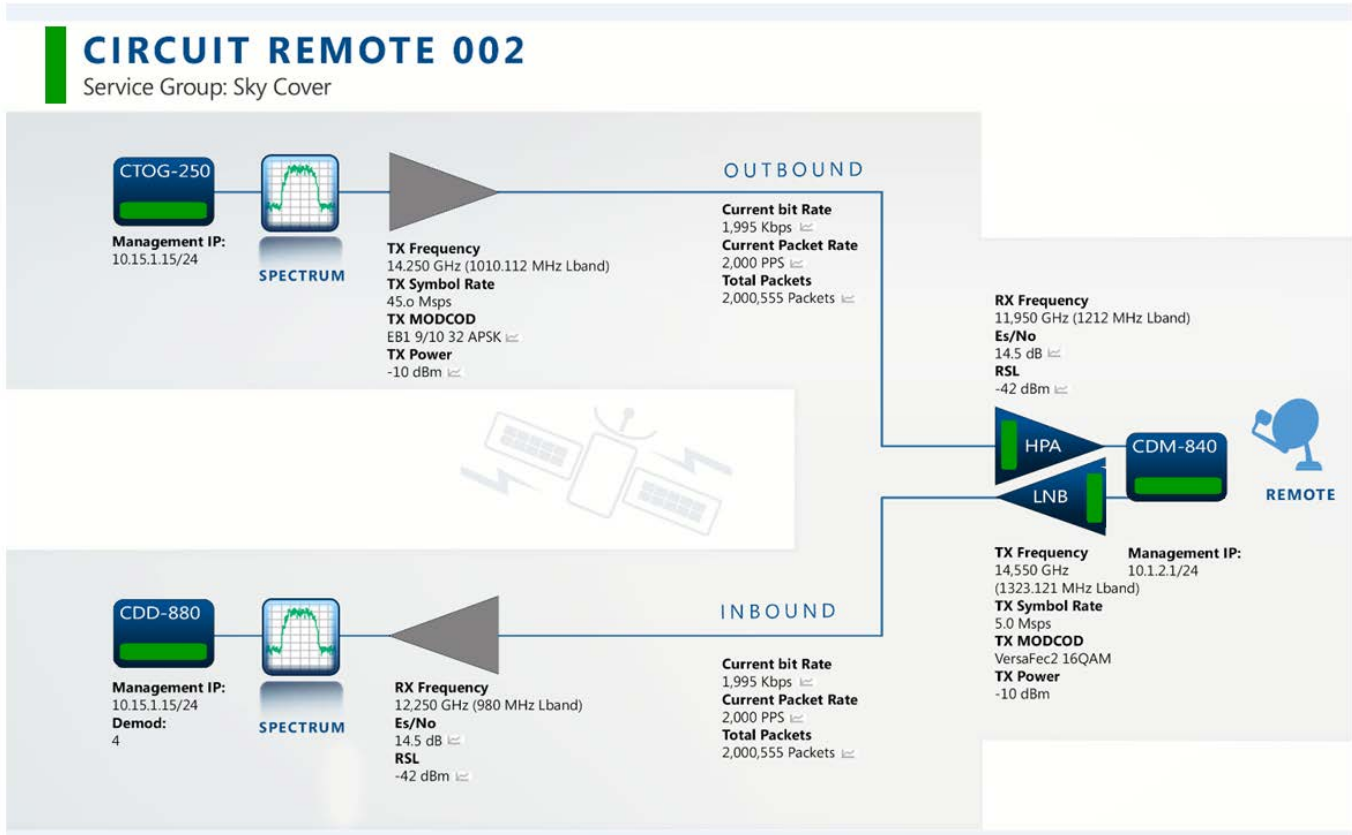 CIRCUIT REMOTE 002
Service Group: Sky Cover
CTOG-250
Management IP:
10.15.1.15/24
SPECTRUM
TX Frequency
14.250 GHz (1010.112 MHz Lband)
TX Symbol Rate
45.o Msps
TX MODCOD
EB1 9/10 32 APSK
TX Power
-10 dBm
OUTBOUND
Current bit Rate
1,995 Kbps
Current Packet Rate
2,000 PPS
Total Packets
2,000,555 Packets
RX Frequency
11,950 GHz (1212 MHz Lband)
Es/No
14.5 dB
RSL
-42 dBm
HPA
LNB
CDM-840
REMOTE
TX Frequency
14,550 GHz
(1323.121 MHz Lband)
TX Symbol Rate
5.0 Msps
TX MODCOD
VersaFec2 16QAM
TX Power
-10 dBm
Management IP:
10.1.2.1/24
CDD-880
Management IP:
10.15.1.15/24
Demod:
4
SPECTRUM
RX Frequency
12,250 GHz (980 MHz Lband)
Es/No
14.5 dB
RSL
-42 dBm
INBOUND
Current bit Rate
1,995 Kbps
Current Packet Rate
2,000 PPS
Total Packets
2,000,555 Packets